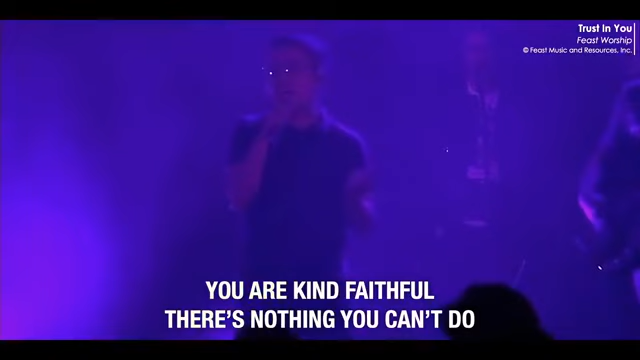 Trust In You
Feast Worship
© Feast Music and Resources, Inc.
YOU ARE KIND FAITHFUL
THERE'S NOTHING YOU CAN'T DO